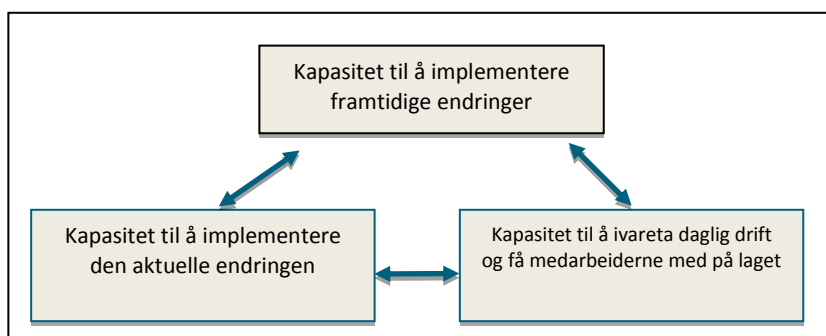 Kapasitet til å implementere
framtidige endringer
Kapasitet til å implementere
den aktuelle endringen
Kapasitet til å ivareta daglig drift
og få medarbeiderne med på laget